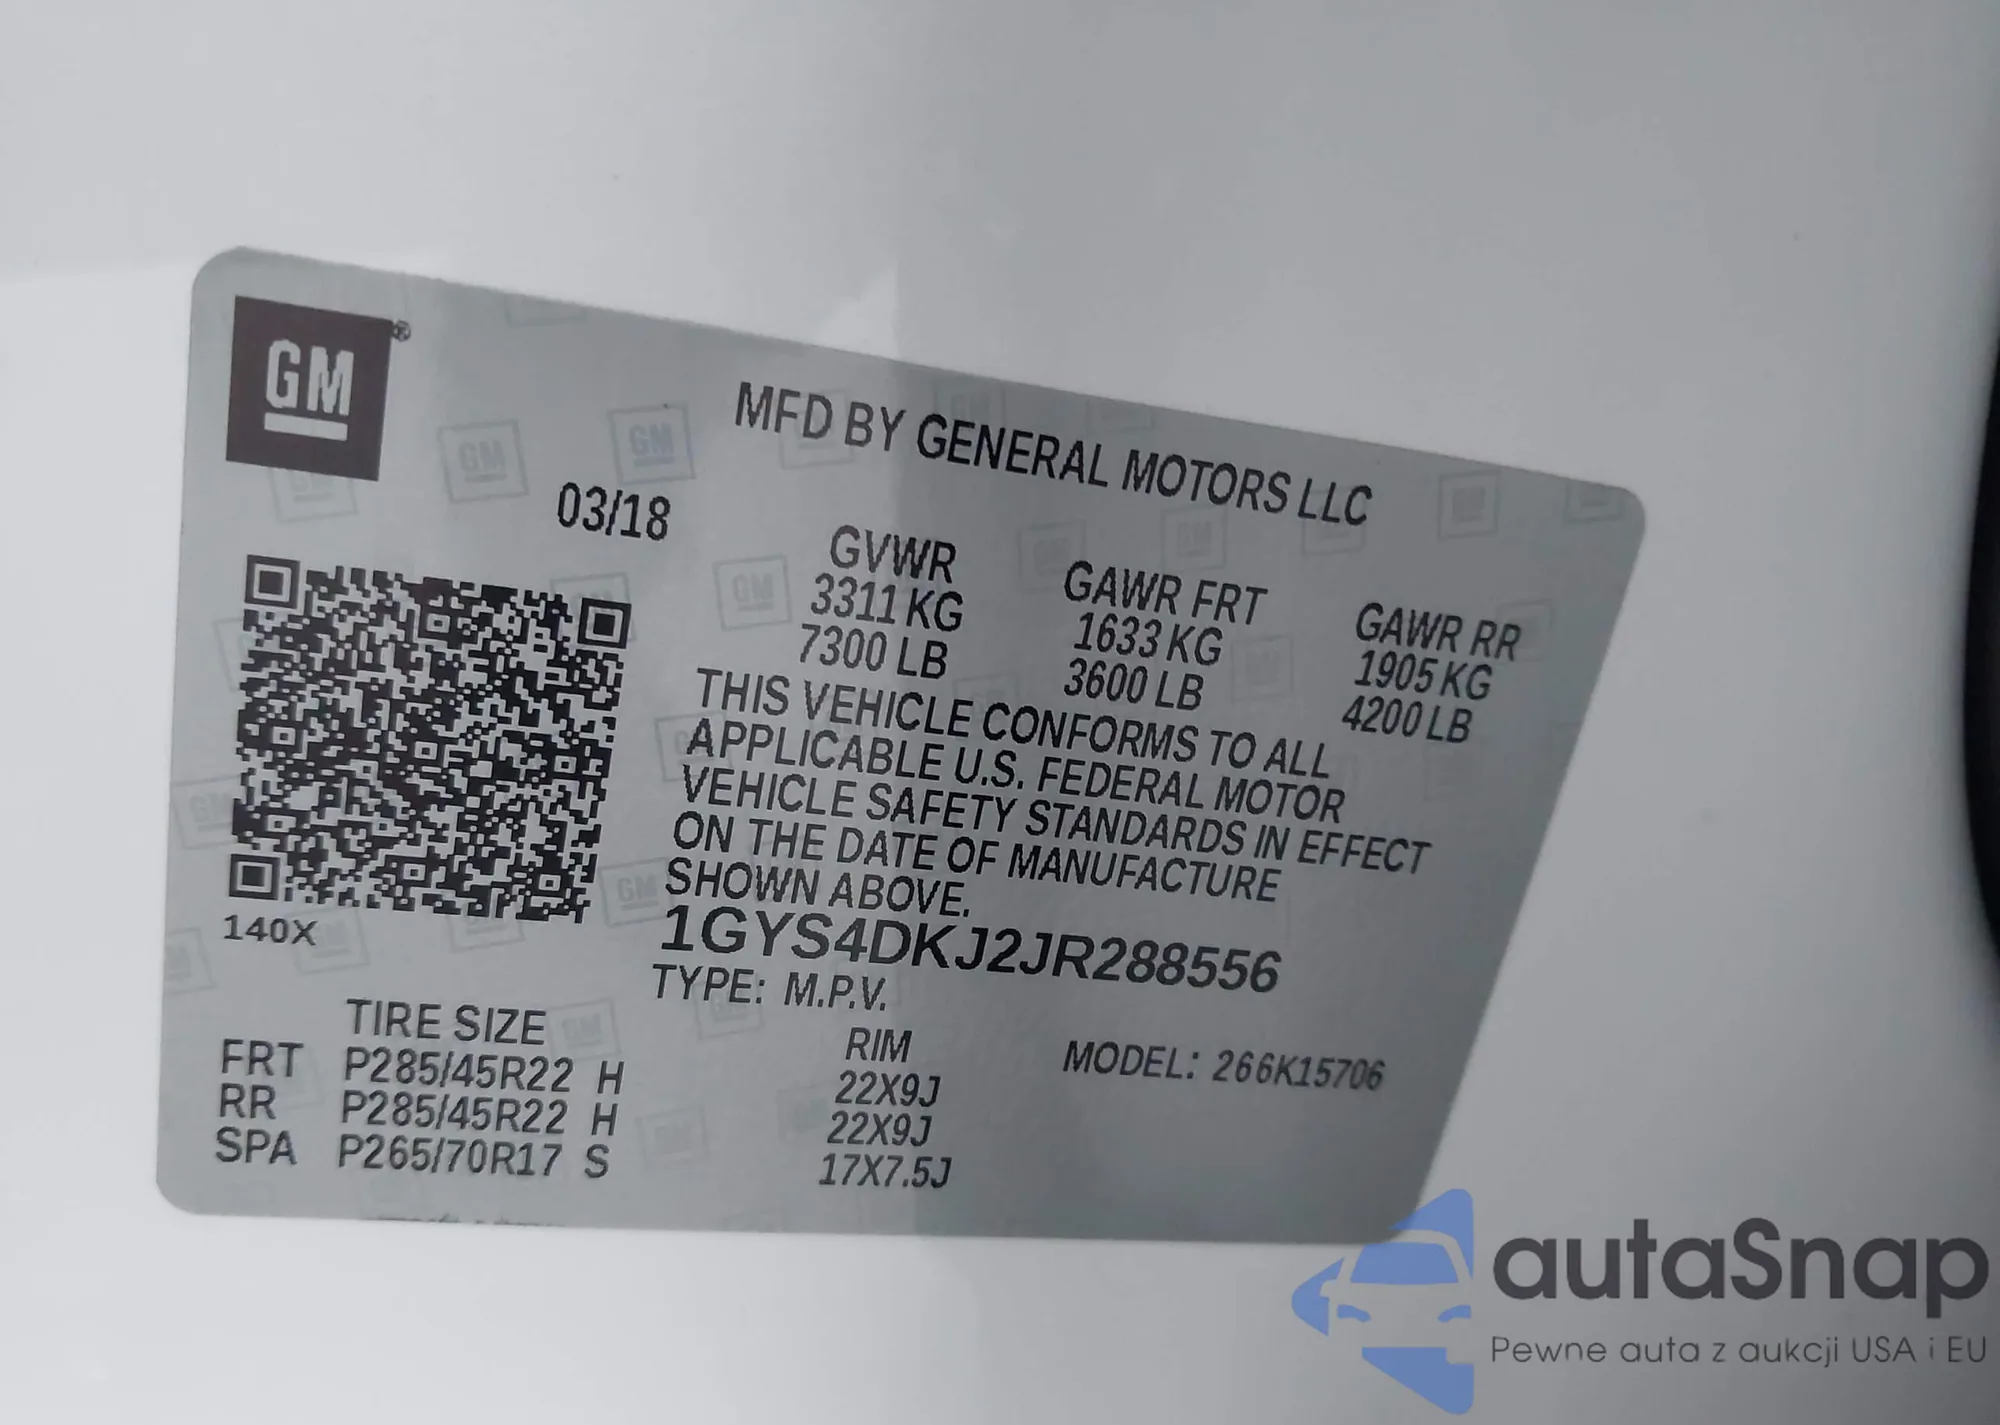 GM ®
MFD BY GENERAL MOTORS LLC
03/18
GVWR GAWR FRT GAWR RR
3311 KG 1633 KG 1905 KG
7300 LB 3600 LB 4200 LB
THIS VEHICLE CONFORMS TO ALL
APPLICABLE U.S. FEDERAL MOTOR
VEHICLE SAFETY STANDARDS IN EFFECT
ON THE DATE OF MANUFACTURE
SHOWN ABOVE.
140X
1GYS4DKJ2JR288556
TYPE: M.P.V.
TIRE SIZE RIM MODEL: 266K15706
FRT P285/45R22 H 22X9J
RR P285/45R22 H 22X9J
SPA P265/70R17 S 17X7.5J
autaSnap
Pewne auta z aukcji USA i EU